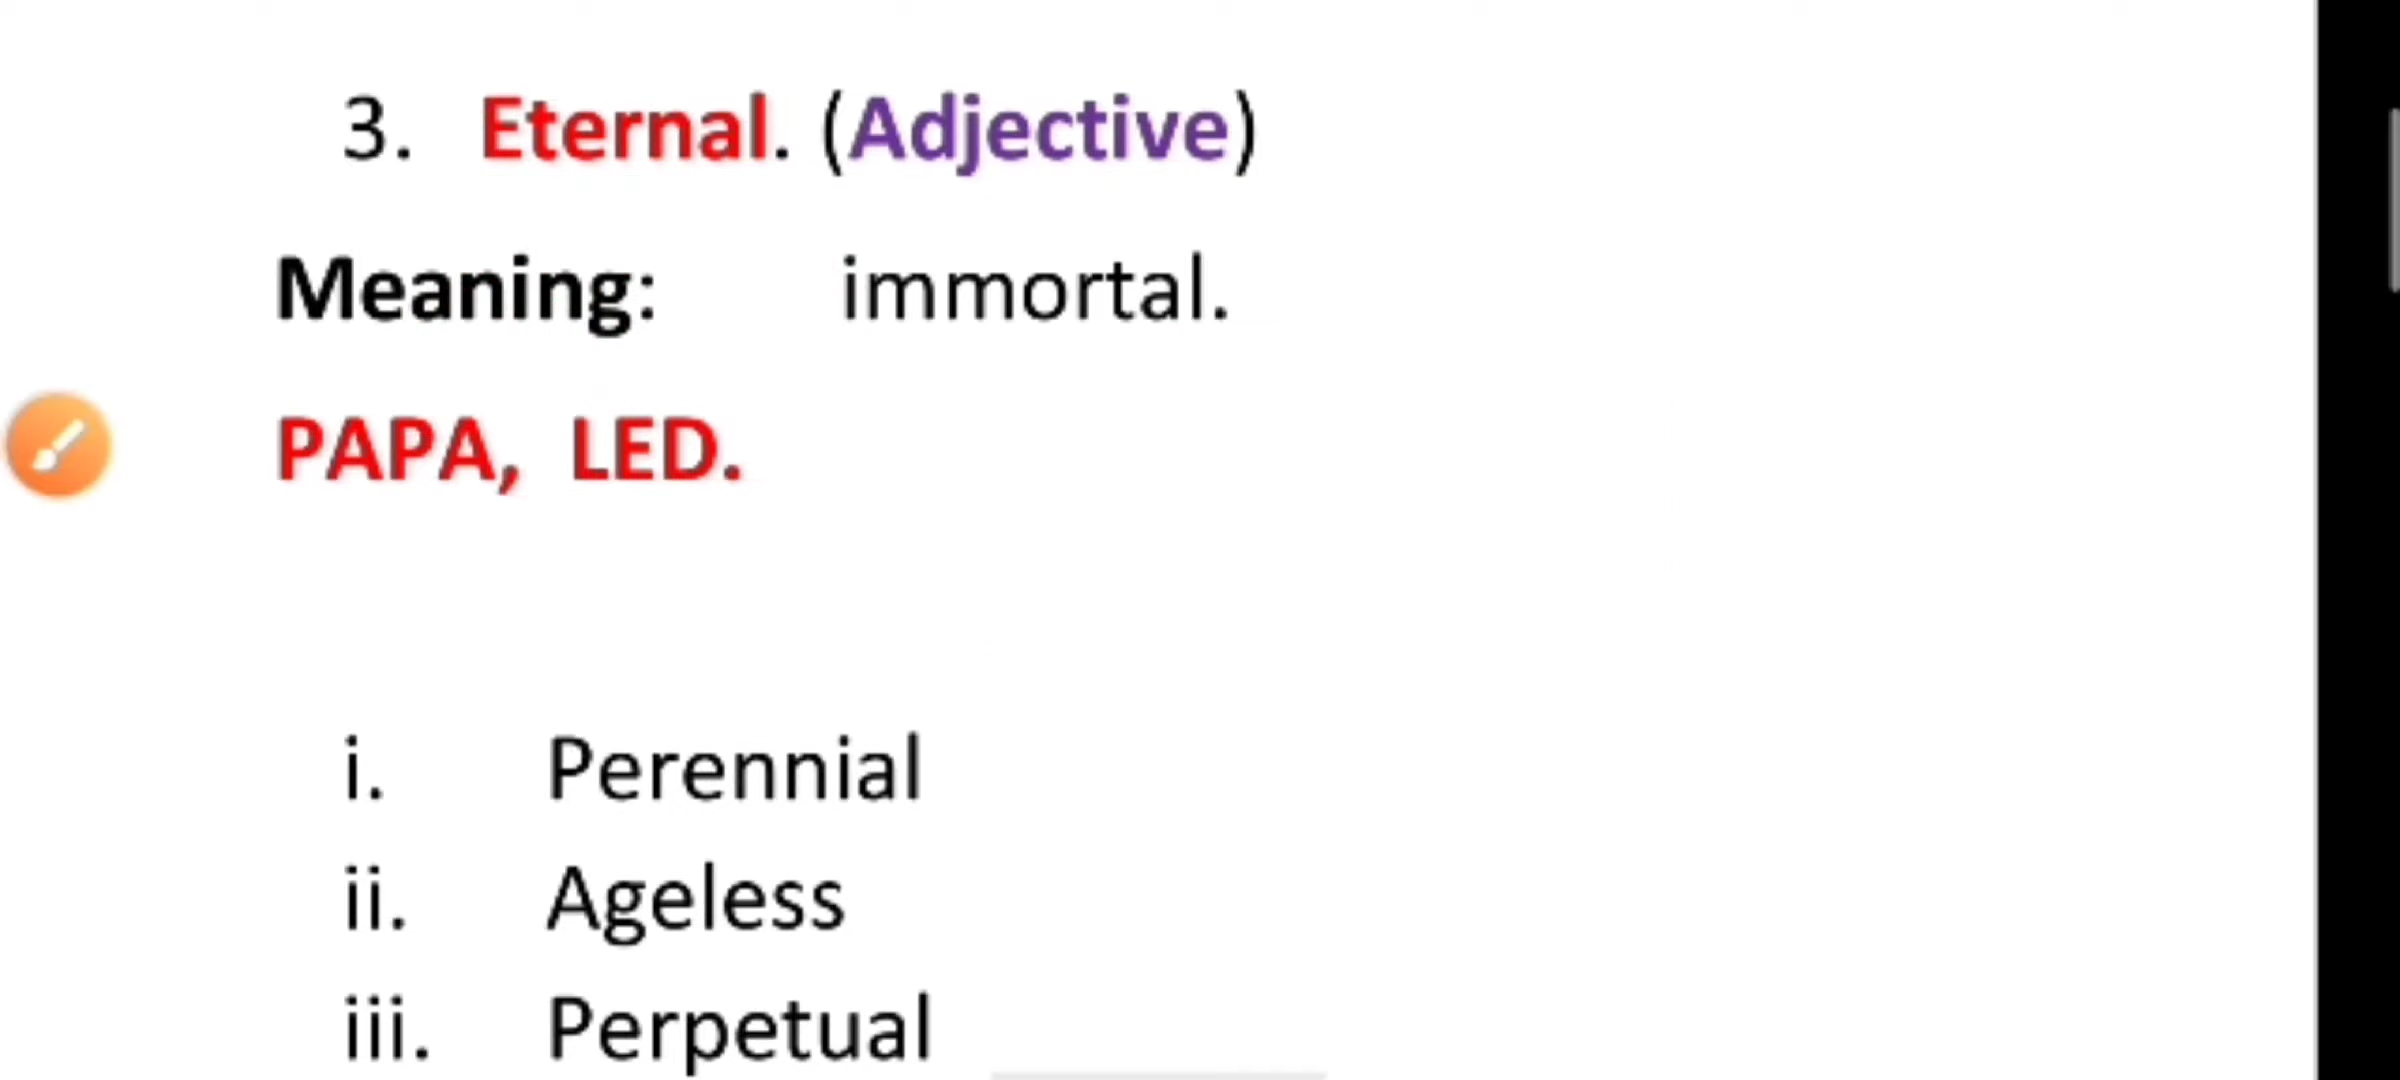 3. Eternal. (Adjective)
Meaning: immortal.
PAPA, LED.
i. Perennial
ii. Ageless
iii. Perpetual